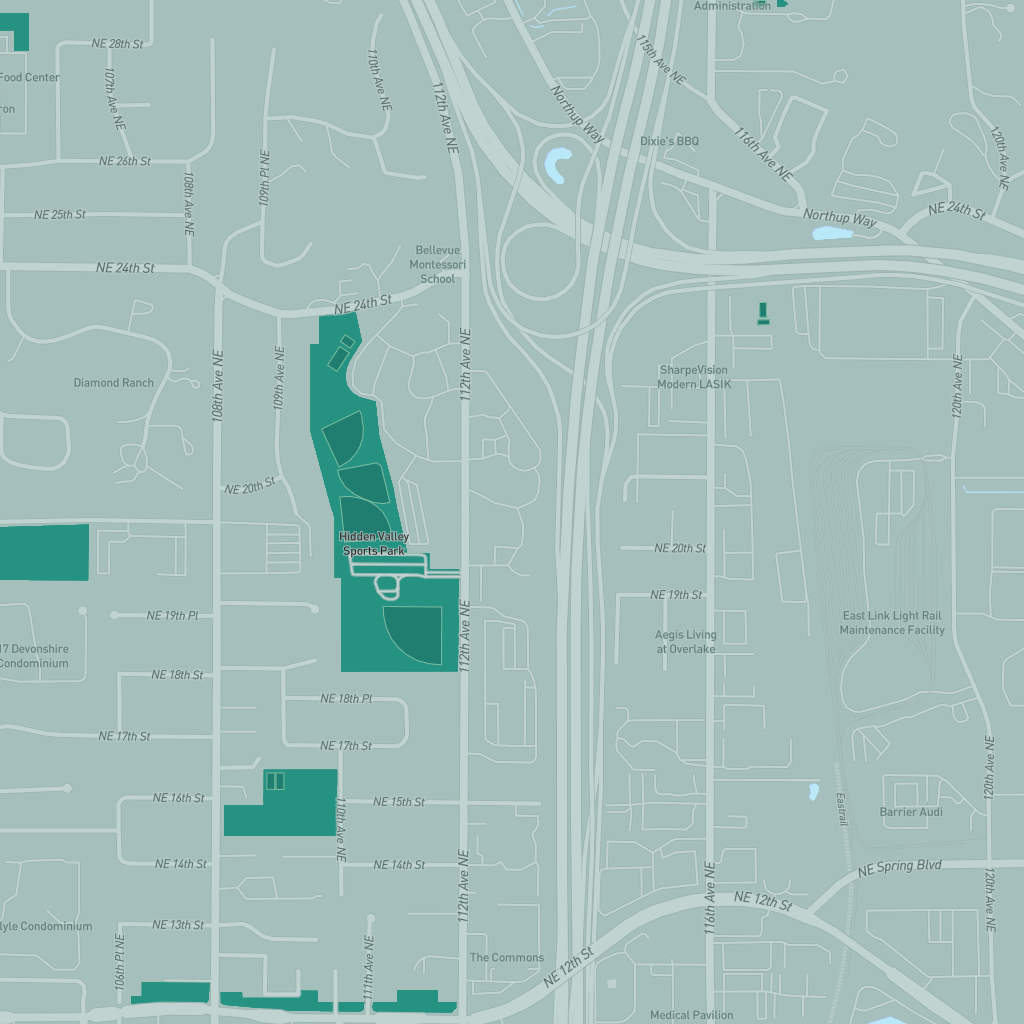 Administration
NE 28th St
110th Ave NE
115th Ave NE
Food Center
107th Ave NE
112th Ave NE
Northup Way
ron
Dixie's BBQ
116th Ave NE
120th Ave NE
NE 26th St
109th Pl NE
108th Ave NE
NE 25th St
Northup Way
NE 24th St
Bellevue
Montessori
School
NE 24th St
NE 24th St
SharpeVision
Modern LASIK
Diamond Ranch
108th Ave NE
109th Ave NE
112th Ave NE
120th Ave NE
NE 20th St
Hidden Valley
Sports Park
NE 20th St
NE 19th St
NE 19th Pl
112th Ave NE
East Link Light Rail
Maintenance Facility
Aegis Living
at Overlake
17 Devonshire
Condominium
NE 18th St
NE 18th Pl
NE 17th St
NE 17th St
120th Ave NE
NE 16th St
NE 15th St
110th Ave NE
Eastrail
Barrier Audi
NE 14th St
NE 14th St
NE Spring Blvd
112th Ave NE
116th Ave NE
NE 12th St
120th Ave NE
lyle Condominium
NE 13th St
106th Pl NE
111th Ave NE
The Commons
NE 12th St
Medical Pavilion